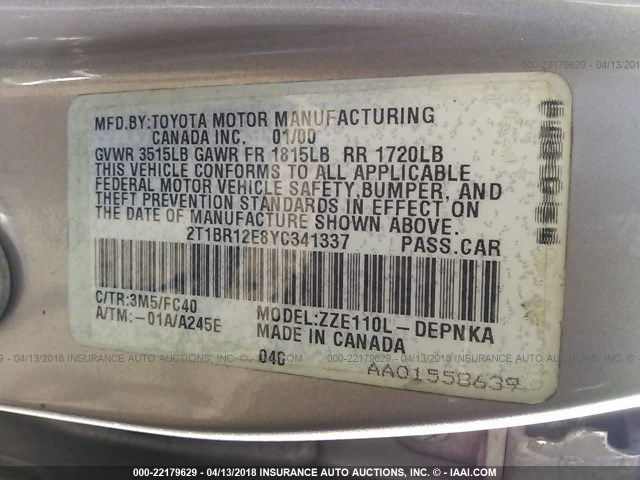 MFD.BY:TOYOTA MOTOR MANUFACTURING
CANADA INC. 01/00
GVWR 3515LB GAWR FR 1815LB RR 1720LB
THIS VEHICLE CONFORMS TO ALL APPLICABLE
FEDERAL MOTOR VEHICLE SAFETY,BUMPER, AND
THEFT PREVENTION STANDARDS IN EFFECT ON
THE DATE OF MANUFACTURE SHOWN ABOVE.
2T1BR12E8YC341337 PASS.CAR
C/TR:3M5/FC40 MODEL:ZZE110L-DEPNKA
A/TM:-01A/A245E MADE IN CANADA
040 AA01558639
000-22179629 - 04/13/2018 INSURANCE AUTO AUCTIONS, INC. - © IAAI.COM